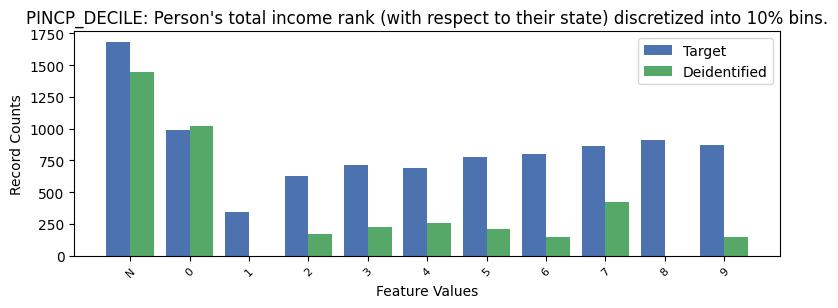 PINCP_DECILE: Person's total income rank (with respect to their state) discretized into 10% bins.
1750
1500
1250
1000
750
500
250
0
Record Counts
Target
Deidentified
N 0 1 2 3 4 5 6 7 8 9
Feature Values